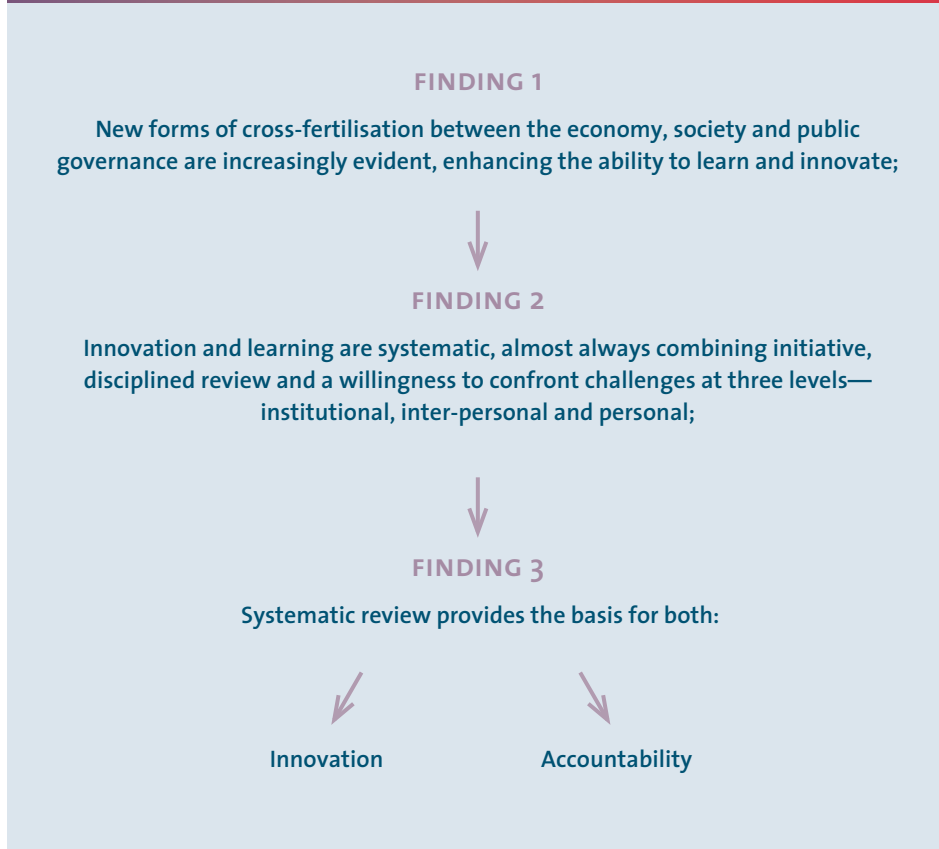 FINDING 1
New forms of cross-fertilisation between the economy, society and public
governance are increasingly evident, enhancing the ability to learn and innovate;
FINDING 2
Innovation and learning are systematic, almost always combining initiative,
disciplined review and a willingness to confront challenges at three levels—
institutional, inter-personal and personal;
FINDING 3
Systematic review provides the basis for both:
Innovation
Accountability